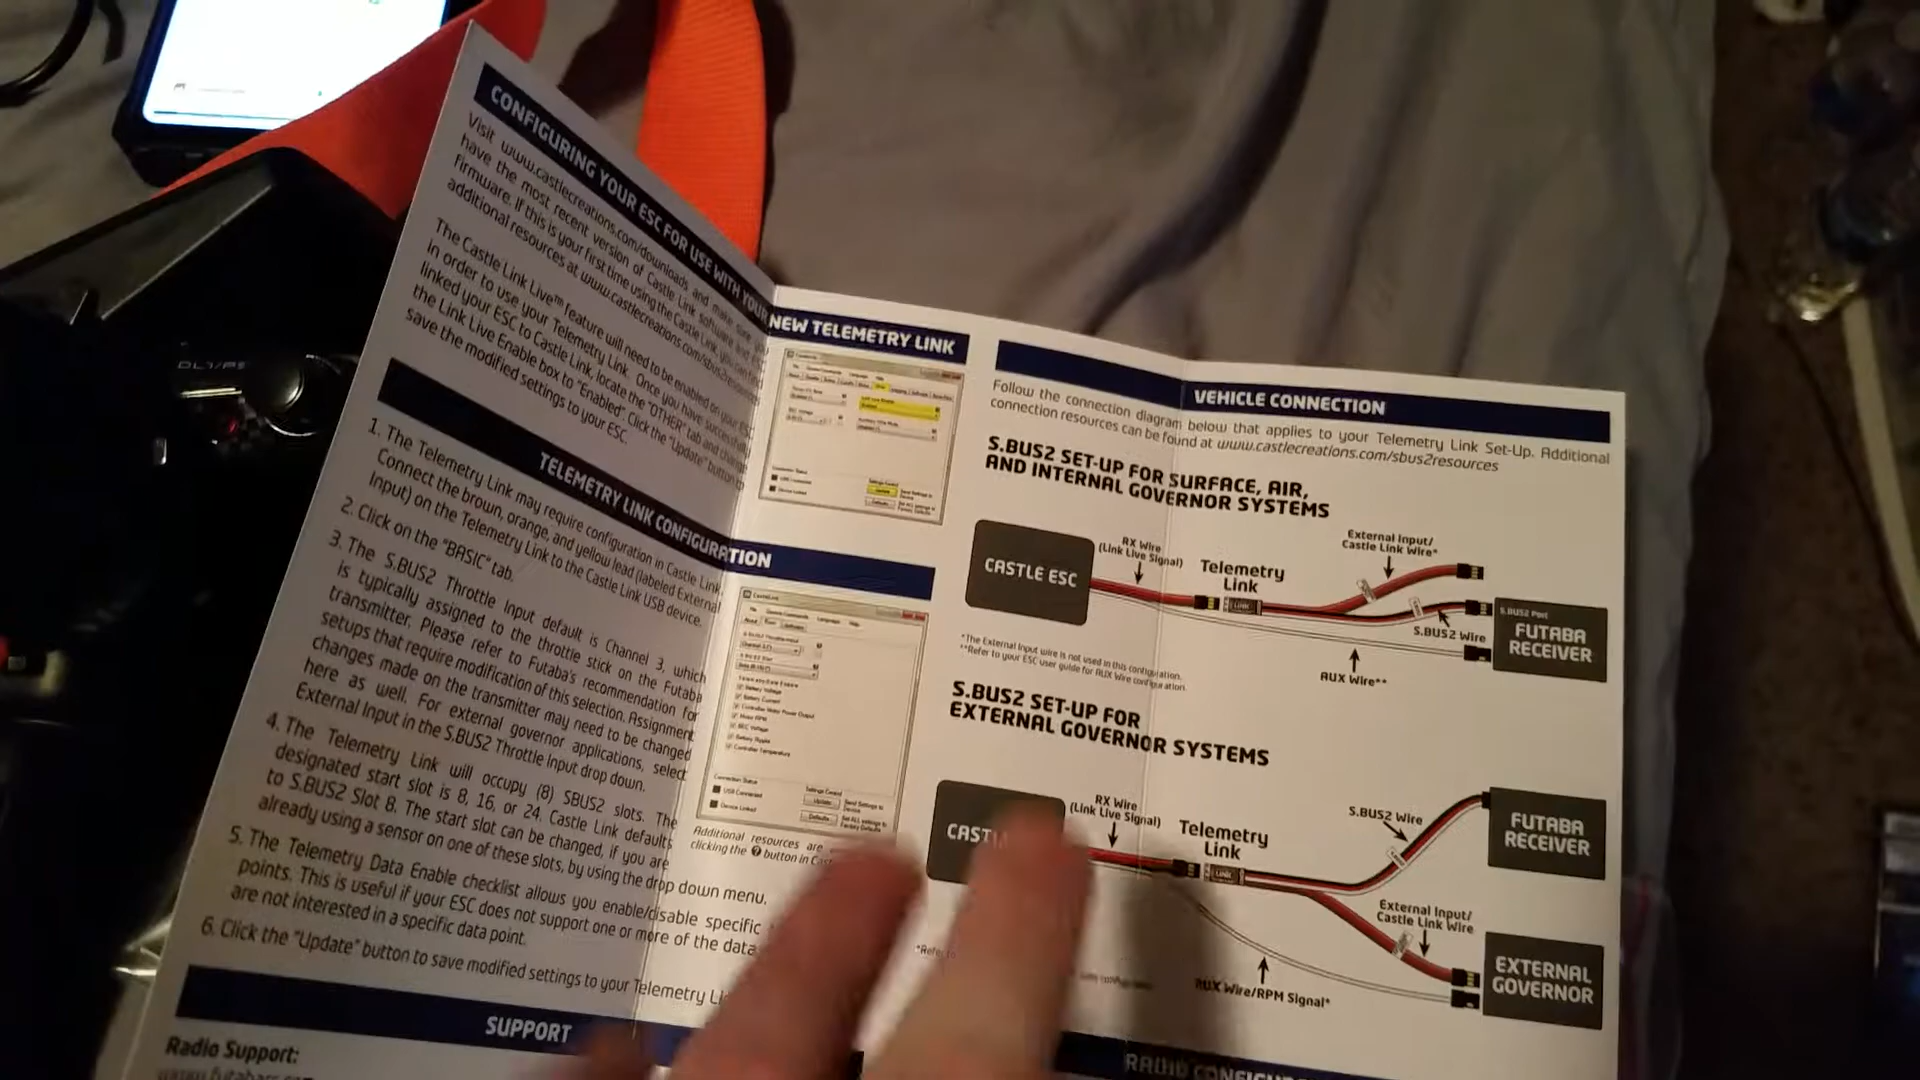 CONFIGURING YOUR ESC FOR USE WITH YOUR
Visit www.castlecreations.com/downloads and make sure you
have the most recent version of Castle Link software and
firmware. If this is your first time using the Castle Link, you can find
additional resources at www.castlecreations.com/sbus2resources
The Castle Link Live™ feature will need to be enabled on your ESC
in order to use your Telemetry Link. Once you have successfully
linked your ESC to Castle Link, locate the "OTHER" tab and change
the Link Live Enable box to "Enabled". Click the "Update" button to
save the modified settings to your ESC.
TELEMETRY LINK CONFIGURATION
1. The Telemetry Link may require configuration in Castle Link
Connect the brown, orange, and yellow lead (labeled External
Input) on the Telemetry Link to the Castle Link USB device.
2. Click on the "BASIC" tab.
3. The S.BUS2 Throttle Input default is Channel 3, which
is typically assigned to the throttle stick on the Futaba
transmitter. Please refer to Futaba's recommendation for
setups that require modification of this selection. Assignment
changes made on the transmitter may need to be changed
here as well. For external governor applications, select
External Input in the S.BUS2 Throttle Input drop down.
4. The Telemetry Link will occupy (8) SBUS2 slots. The
designated start slot is 8, 16, or 24. Castle Link defaults
to S.BUS2 Slot 8. The start slot can be changed, if you are
already using a sensor on one of these slots, by using the drop down menu.
5. The Telemetry Data Enable checklist allows you enable/disable specific
points. This is useful if your ESC does not support one or more of the data
are not interested in a specific data point.
6. Click the "Update" button to save modified settings to your Telemetry Li
SUPPORT
Radio Support:
NEW TELEMETRY LINK
Additional resources are
clicking the ? button in Cas
VEHICLE CONNECTION
Follow the connection diagram below that applies to your Telemetry Link Set-Up. Additional
connection resources can be found at www.castlecreations.com/sbus2resources
S.BUS2 SET-UP FOR SURFACE, AIR,
AND INTERNAL GOVERNOR SYSTEMS
CASTLE ESC
RX Wire
(Link Live Signal)
Telemetry
Link
LINK
External Input/
Castle Link Wire*
S.BUS2 Wire
AUX Wire**
S.BUS2 Port
FUTABA
RECEIVER
*The External Input wire is not used in this configuration.
**Refer to your ESC user guide for AUX Wire configuration.
S.BUS2 SET-UP FOR
EXTERNAL GOVERNOR SYSTEMS
CASTL
RX Wire
(Link Live Signal)
Telemetry
Link
LINK
S.BUS2 Wire
FUTABA
RECEIVER
External Input/
Castle Link Wire
AUX Wire/RPM Signal*
EXTERNAL
GOVERNOR
*Refer to
RADIO CONFIGU